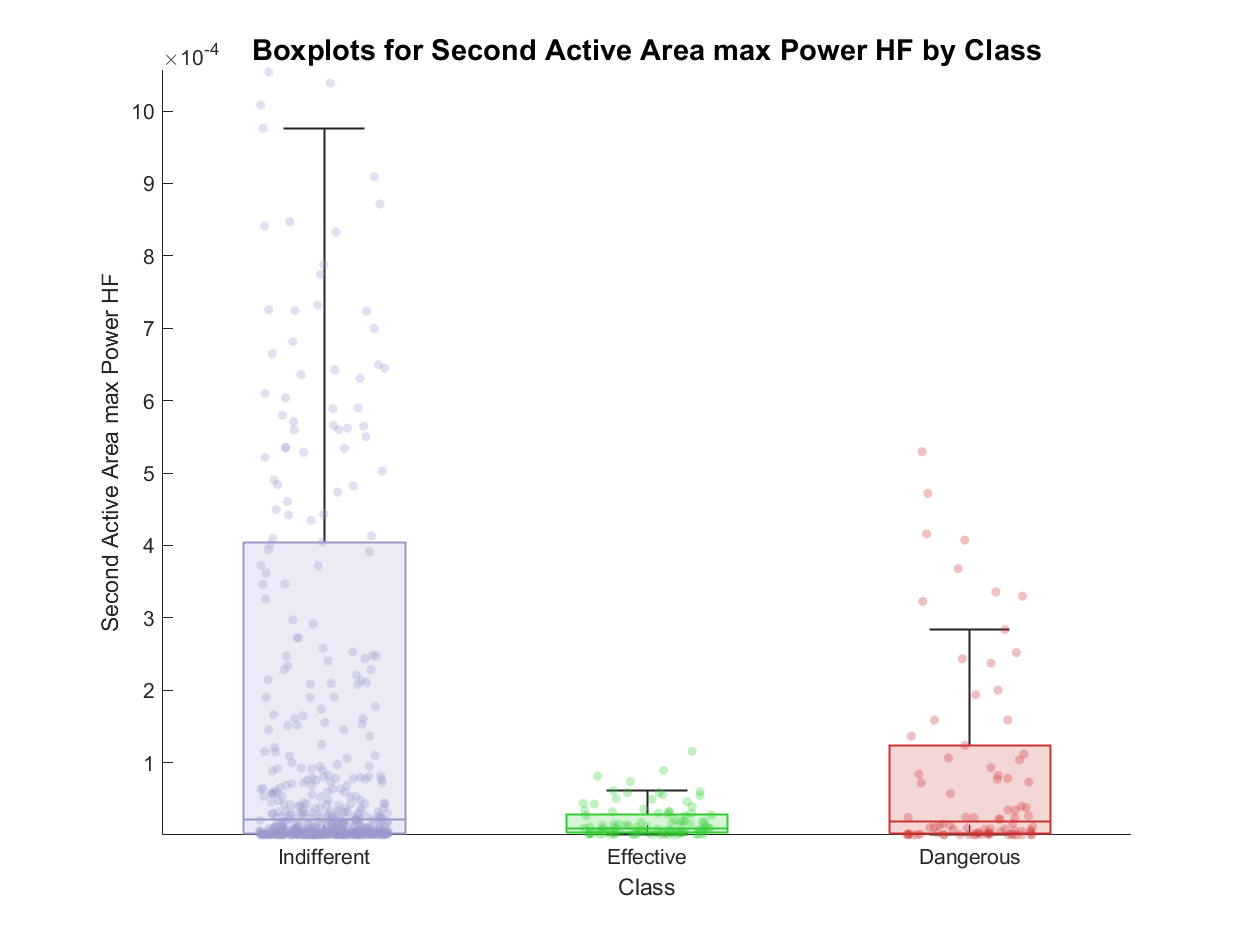 Boxplots for Second Active Area max Power HF by Class
×10⁻⁴
10
9
8
7
6
5
4
3
2
1
Second Active Area max Power HF
Indifferent Effective Dangerous
Class